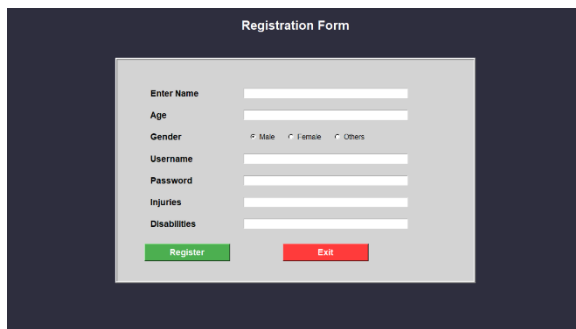 Registration Form
Enter Name
Age
Gender Male Female Others
Username
Password
Injuries
Disabilities
Register Exit